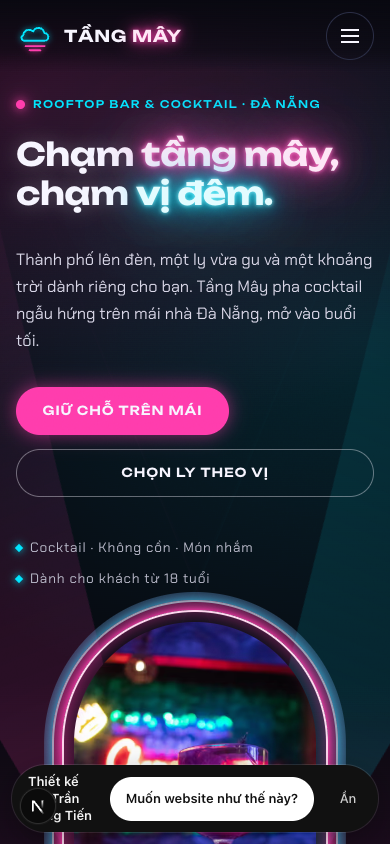 TẦNG MÂY
ROOFTOP BAR & COCKTAIL · ĐÀ NẴNG
Chạm tầng mây,
chạm vị đêm.
Thành phố lên đèn, một ly vừa gu và một khoảng
trời dành riêng cho bạn. Tầng Mây pha cocktail
ngẫu hứng trên mái nhà Đà Nẵng, mở vào buổi
tối.
GIỮ CHỖ TRÊN MÁI
CHỌN LY THEO VỊ
Cocktail · Không cồn · Món nhắm
Dành cho khách từ 18 tuổi
Thiết kế
Trần
Tiến
Muốn website như thế này?
Ẩn
N